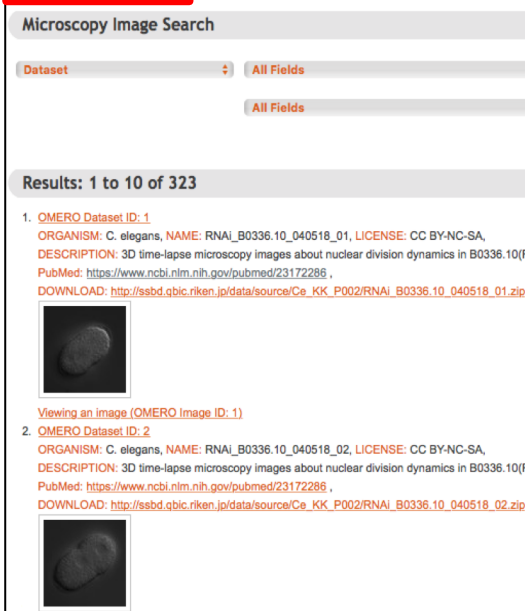 Microscopy Image Search
Dataset All Fields
All Fields
Results: 1 to 10 of 323
1. OMERO Dataset ID: 1
ORGANISM: C. elegans, NAME: RNAi_B0336.10_040518_01, LICENSE: CC BY-NC-SA,
DESCRIPTION: 3D time-lapse microscopy images about nuclear division dynamics in B0336.10(F
PubMed: https://www.ncbi.nlm.nih.gov/pubmed/23172286 ,
DOWNLOAD: http://ssbd.qbic.riken.jp/data/source/Ce_KK_P002/RNAi_B0336.10_040518_01.zip
Viewing an image (OMERO Image ID: 1)
2. OMERO Dataset ID: 2
ORGANISM: C. elegans, NAME: RNAi_B0336.10_040518_02, LICENSE: CC BY-NC-SA,
DESCRIPTION: 3D time-lapse microscopy images about nuclear division dynamics in B0336.10(F
PubMed: https://www.ncbi.nlm.nih.gov/pubmed/23172286 ,
DOWNLOAD: http://ssbd.qbic.riken.jp/data/source/Ce_KK_P002/RNAi_B0336.10_040518_02.zip